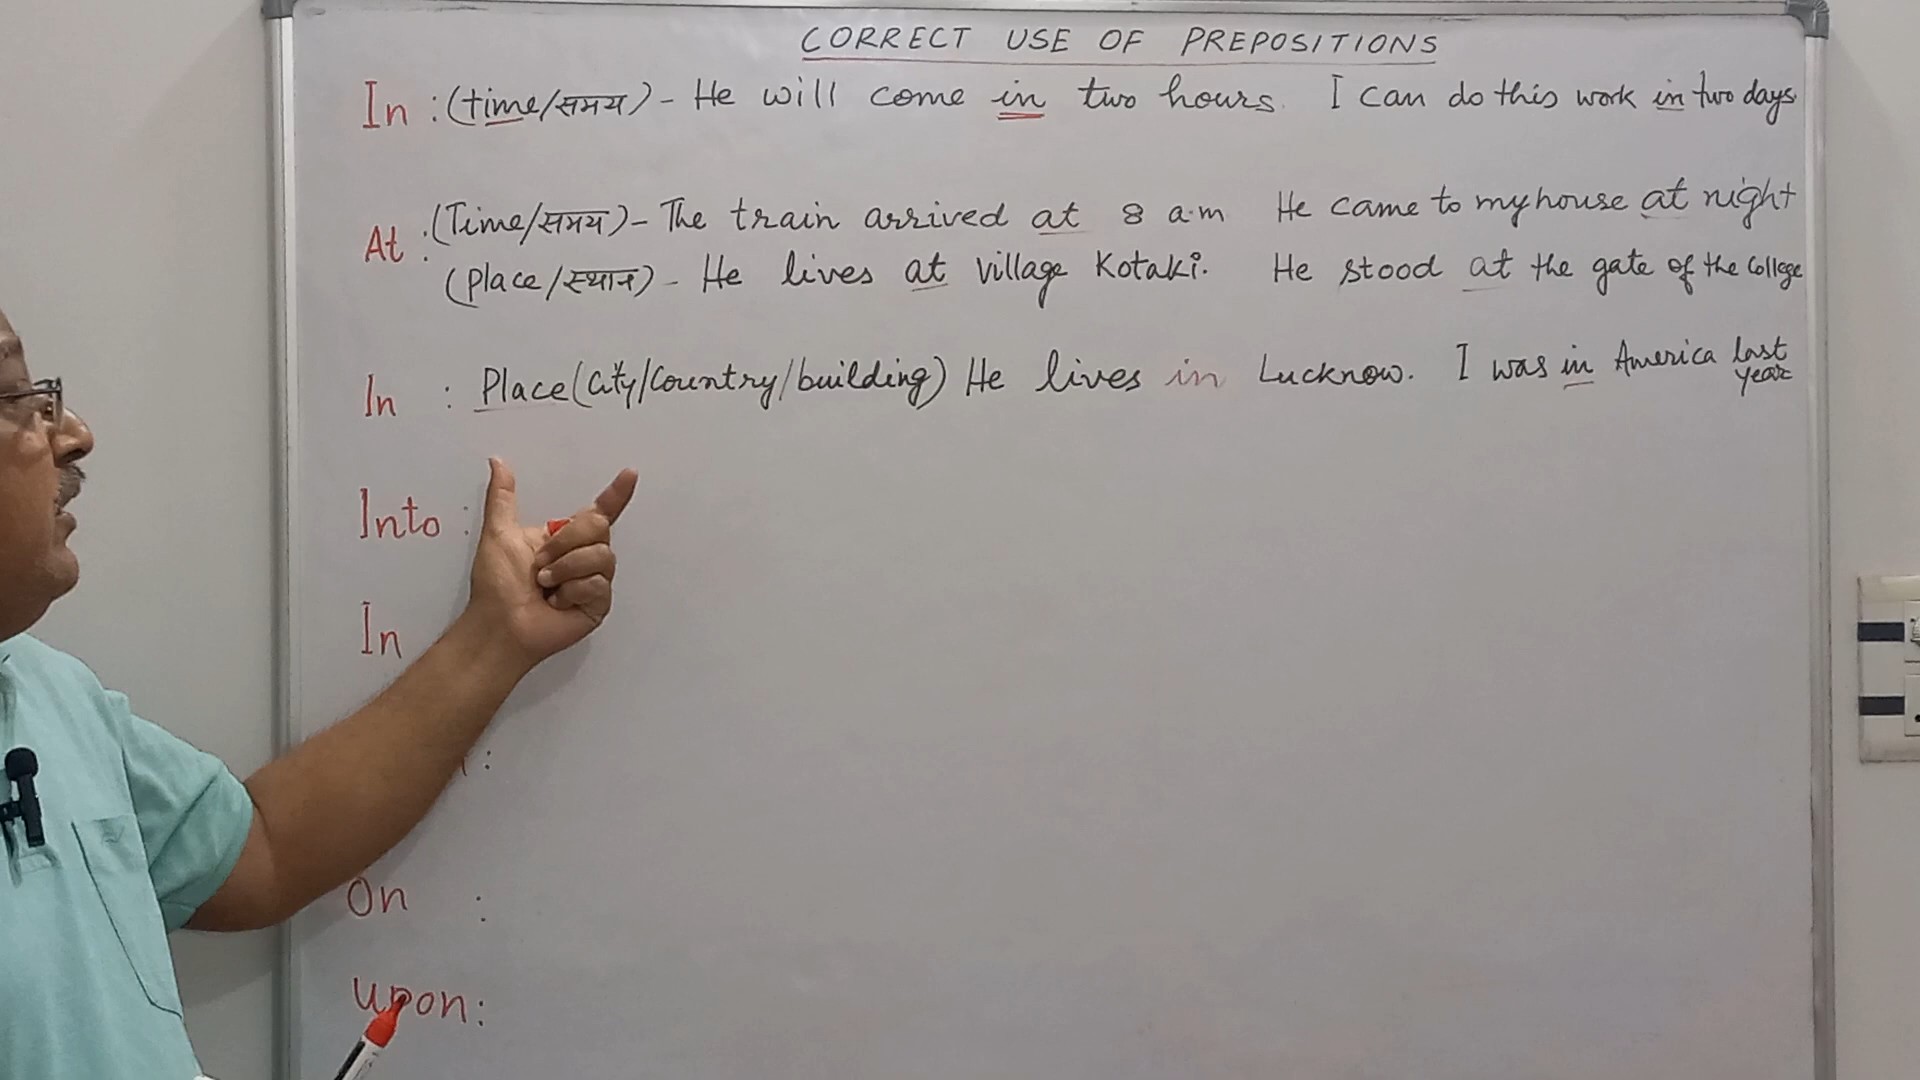 CORRECT USE OF PREPOSITIONS
In : (time/समय) - He will come in two hours. I can do this work in two days.
At : (Time/समय) - The train arrived at 8 a.m He came to my house at night
(place/स्थान) - He lives at village Kotaki. He stood at the gate of the College
In : Place (City/Country/building) He lives in Lucknow. I was in America last year
Into :
In
:
On :
upon: